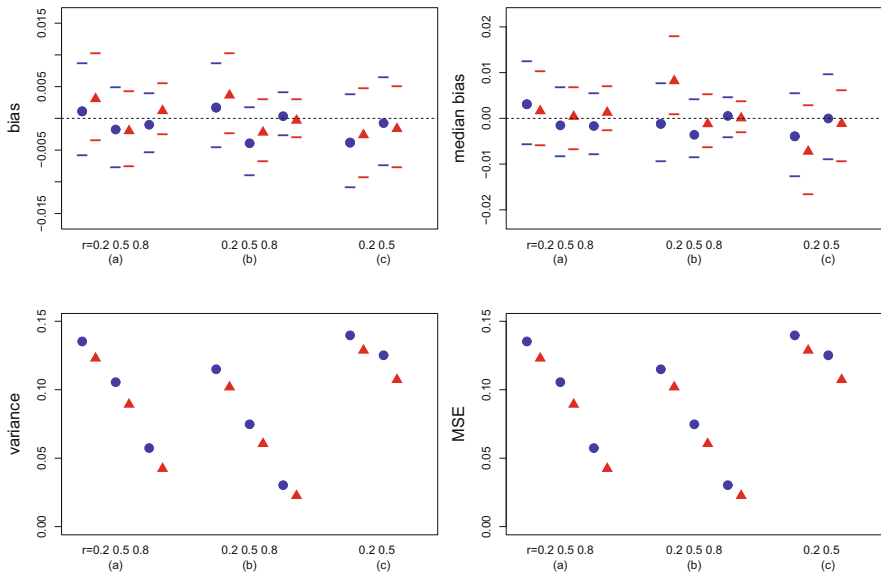 bias
0.015
0.005
−0.005
−0.015
r=0.2 0.5 0.8
0.2 0.5 0.8
0.2 0.5
(a)
(b)
(c)
median bias
0.02
0.01
0.00
−0.01
−0.02
r=0.2 0.5 0.8
0.2 0.5 0.8
0.2 0.5
(a)
(b)
(c)
variance
0.15
0.10
0.05
0.00
r=0.2 0.5 0.8
0.2 0.5 0.8
0.2 0.5
(a)
(b)
(c)
MSE
0.15
0.10
0.05
0.00
r=0.2 0.5 0.8
0.2 0.5 0.8
0.2 0.5
(a)
(b)
(c)